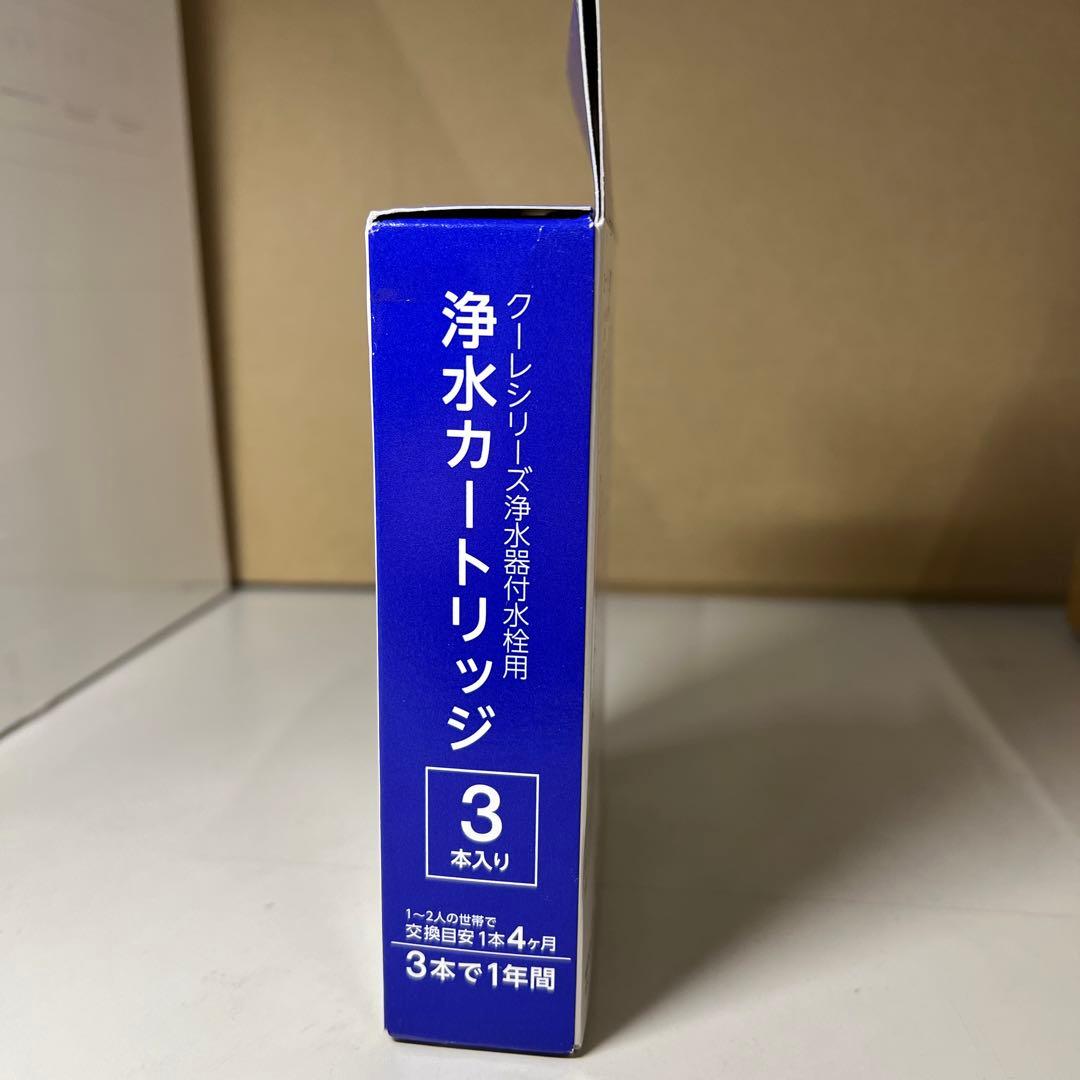 クーレシリーズ浄水器付水栓用
浄水カートリッジ
3
本入り
1～2人の世帯で
交換目安1本4ヶ月
3本で1年間